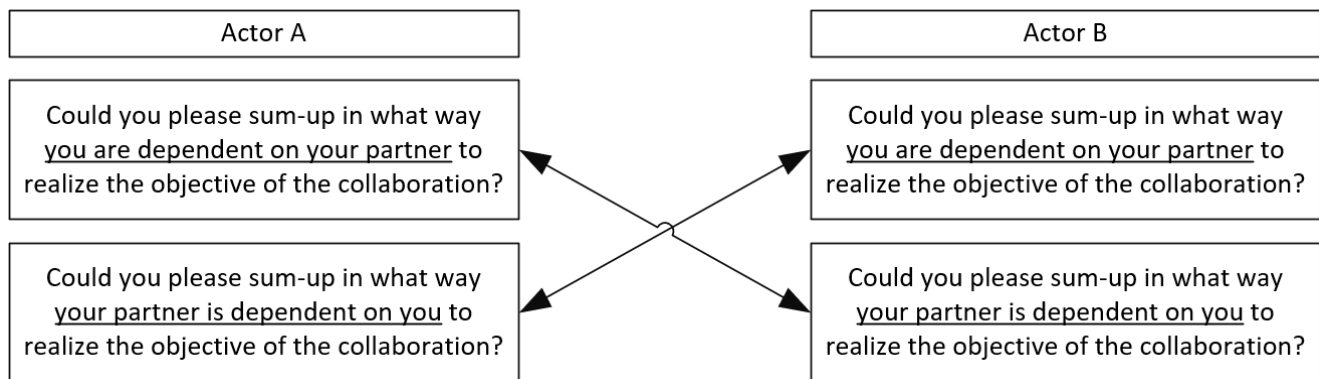 Actor A
Actor B
Could you please sum-up in what way
you are dependent on your partner to
realize the objective of the collaboration?
Could you please sum-up in what way
you are dependent on your partner to
realize the objective of the collaboration?
Could you please sum-up in what way
your partner is dependent on you to
realize the objective of the collaboration?
Could you please sum-up in what way
your partner is dependent on you to
realize the objective of the collaboration?